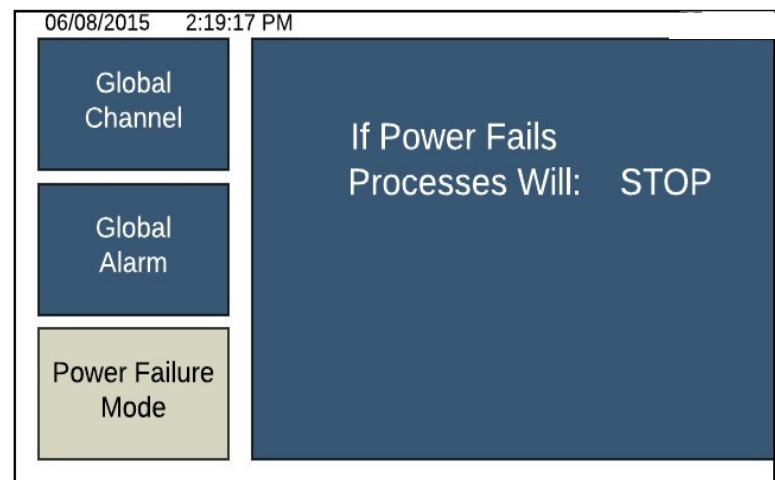 06/08/2015 2:19:17 PM
Global
Channel
Global
Alarm
Power Failure
Mode
If Power Fails
Processes Will: STOP